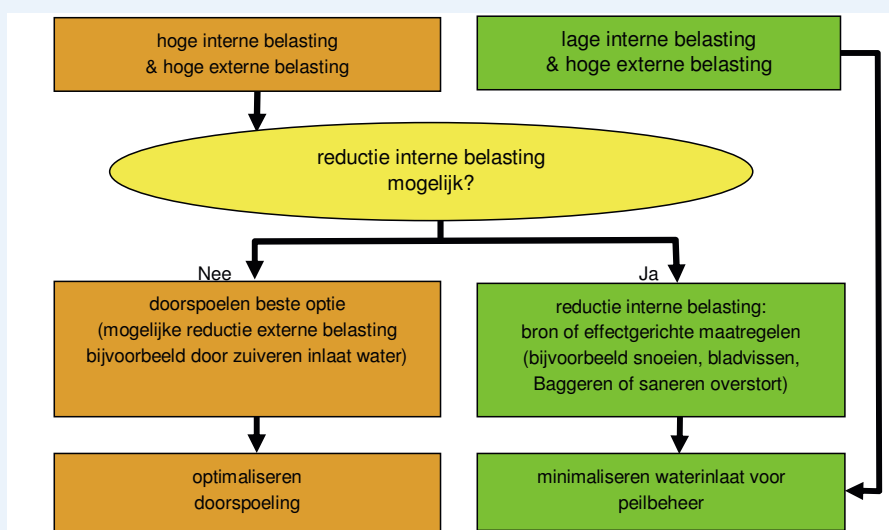 hoge interne belasting
& hoge externe belasting
lage interne belasting
& hoge externe belasting
reductie interne belasting
mogelijk?
Nee
Ja
doorspoelen beste optie
(mogelijke reductie externe belasting
bijvoorbeeld door zuiveren inlaat water)
reductie interne belasting:
bron of effectgerichte maatregelen
(bijvoorbeeld snoeien, bladvissen,
Baggeren of saneren overstort)
optimaliseren
doorspoeling
minimaliseren waterinlaat voor
peilbeheer